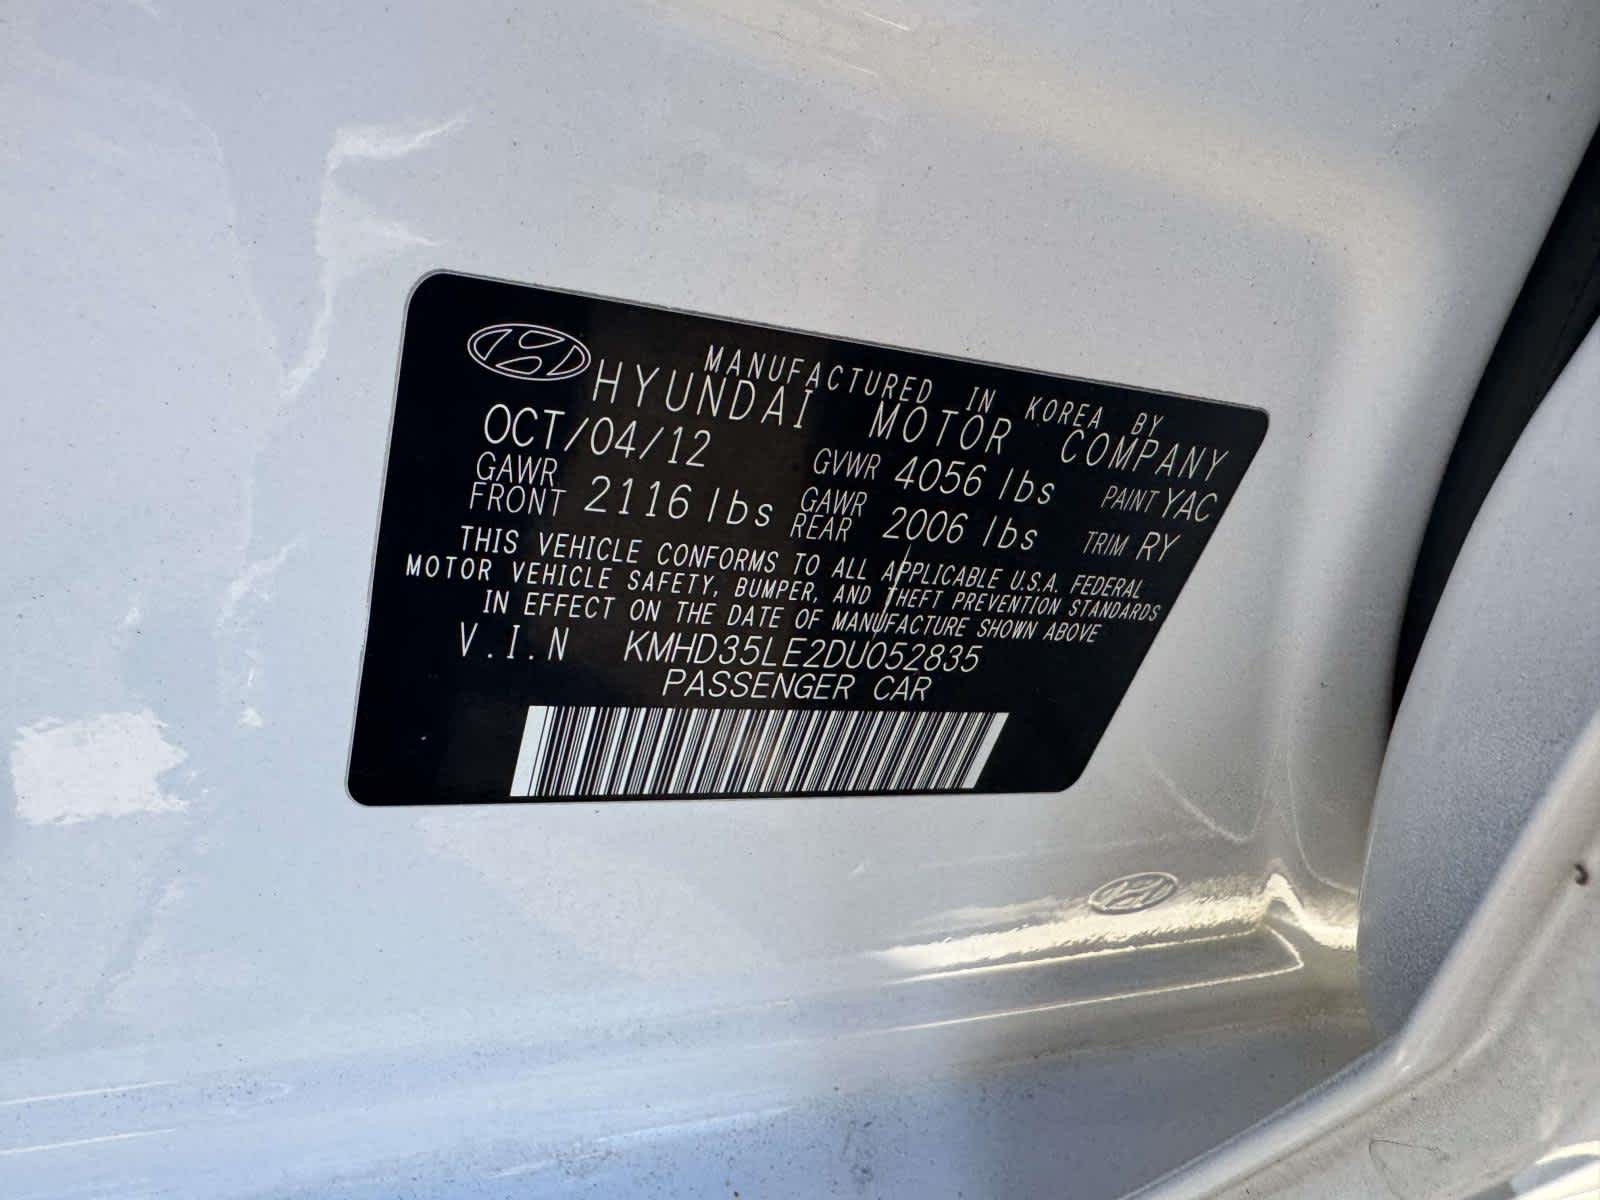 MANUFACTURED IN KOREA BY
HYUNDAI MOTOR COMPANY
OCT/04/12 GVWR 4056 lbs PAINT YAC
GAWR FRONT 2116 lbs GAWR REAR 2006 lbs TRIM RY
THIS VEHICLE CONFORMS TO ALL APPLICABLE U.S.A. FEDERAL
MOTOR VEHICLE SAFETY, BUMPER, AND THEFT PREVENTION STANDARDS
IN EFFECT ON THE DATE OF MANUFACTURE SHOWN ABOVE
V.I.N KMHD35LE2DU052835
PASSENGER CAR